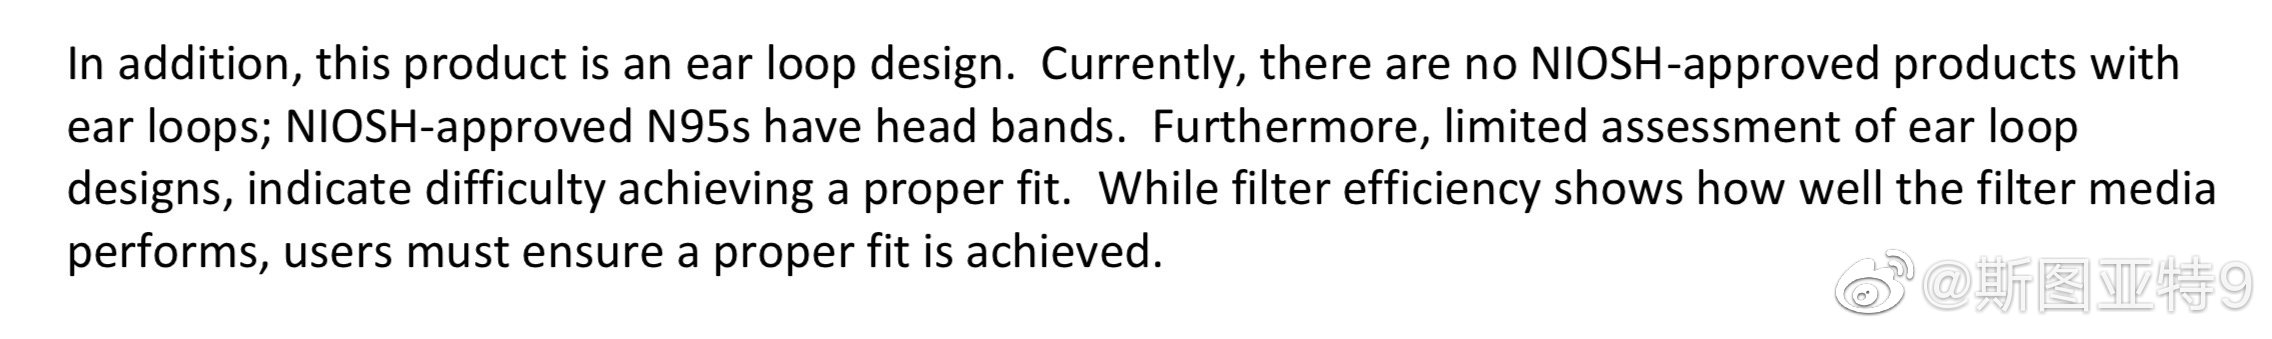 In addition, this product is an ear loop design.  Currently, there are no NIOSH-approved products with
ear loops; NIOSH-approved N95s have head bands.  Furthermore, limited assessment of ear loop
designs, indicate difficulty achieving a proper fit.  While filter efficiency shows how well the filter media
performs, users must ensure a proper fit is achieved.
@斯图亚特9